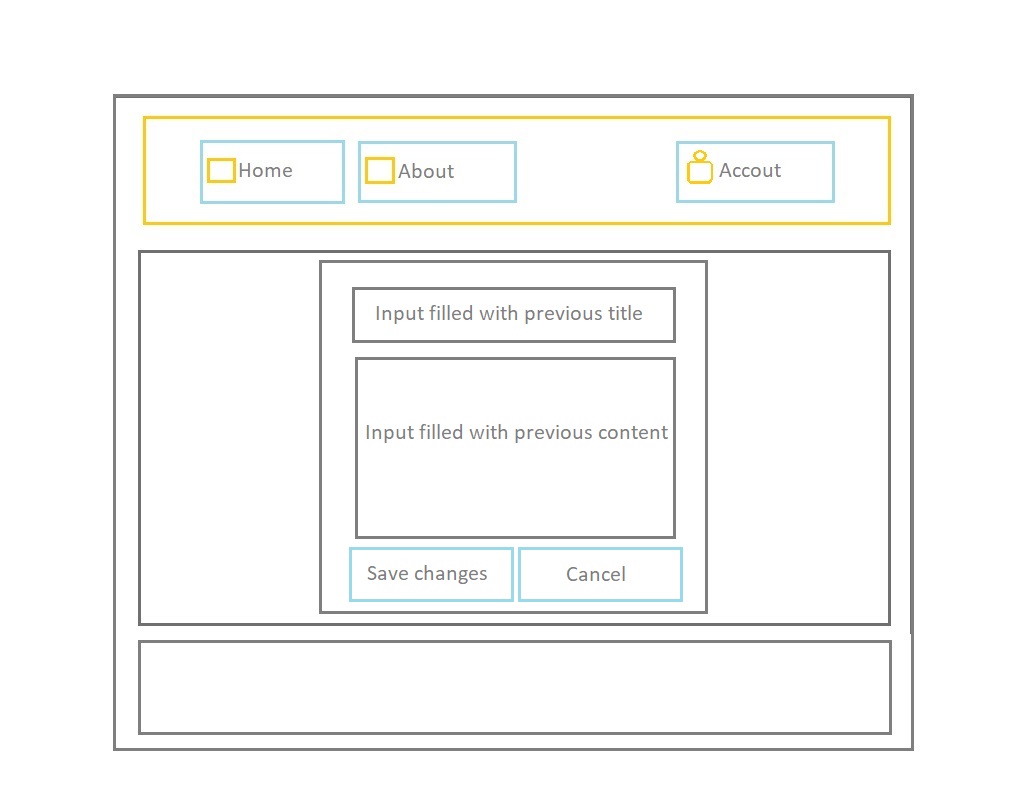 Home
About
Accout
Input filled with previous title
Input filled with previous content
Save changes
Cancel